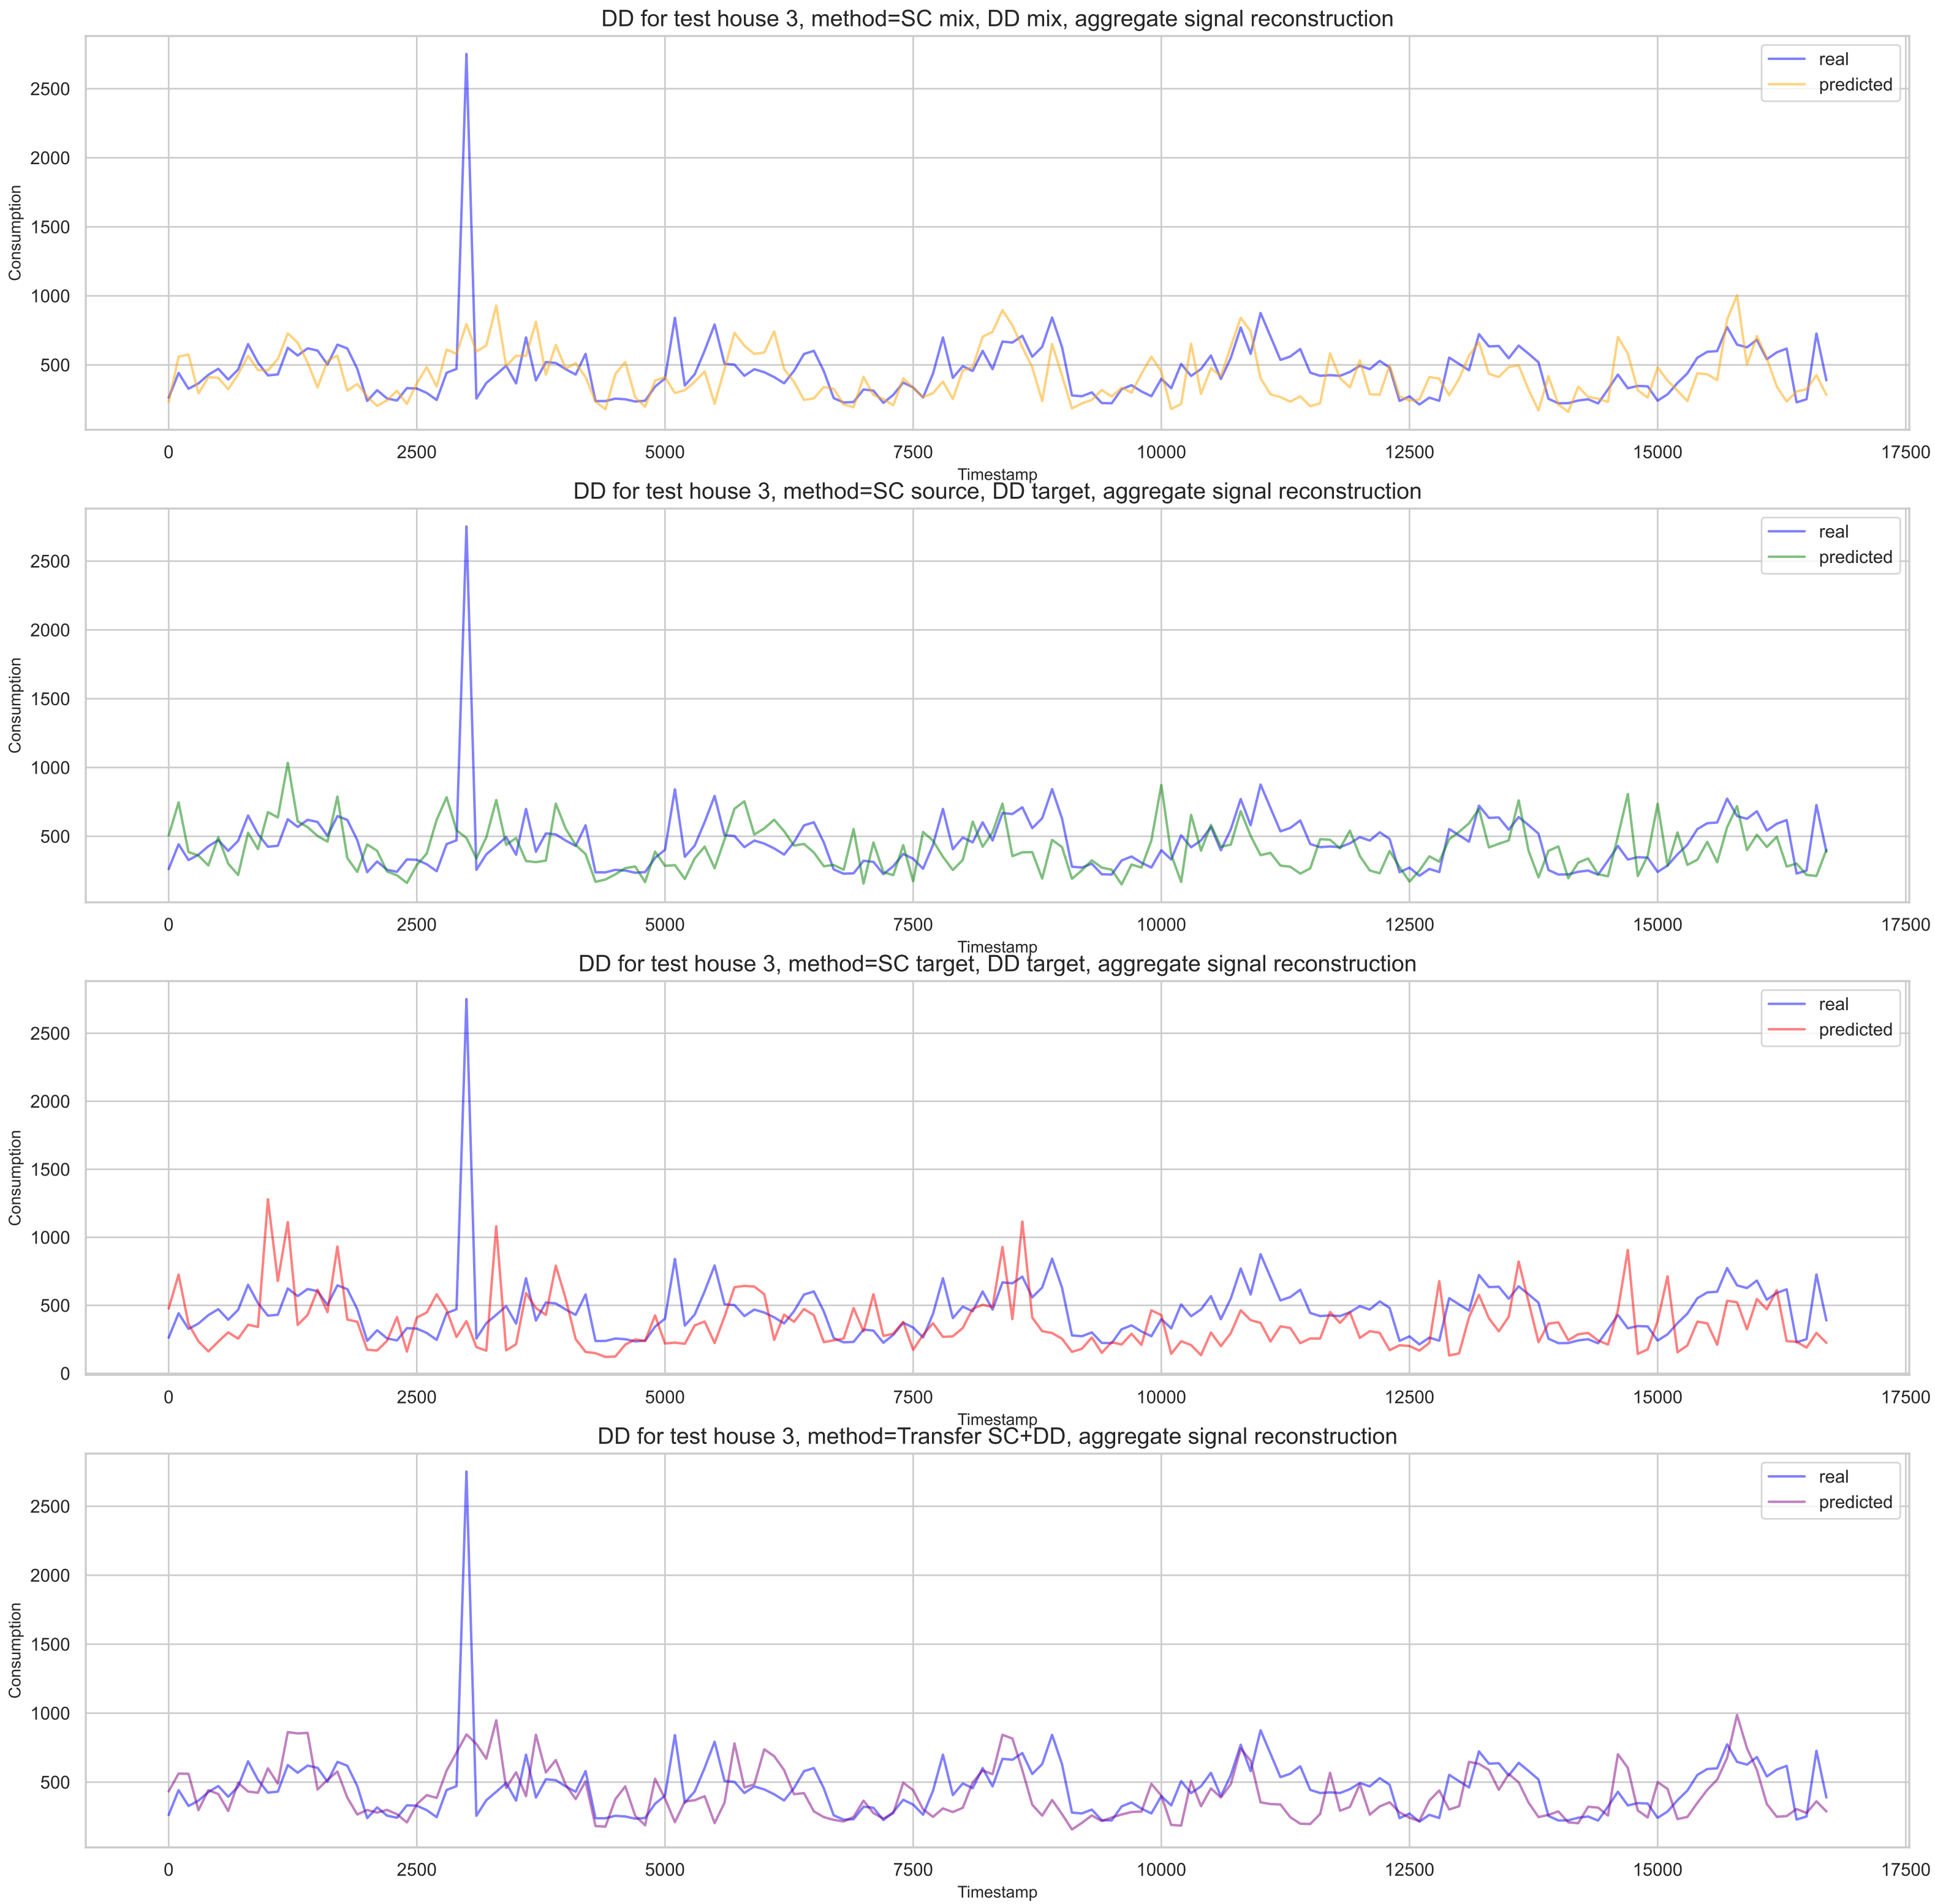 DD for test house 3, method=SC mix, DD mix, aggregate signal reconstruction
real
predicted
2500
2000
1500
1000
500
Consumption
0 2500 5000 7500 10000 12500 15000 17500
Timestamp
DD for test house 3, method=SC source, DD target, aggregate signal reconstruction
real
predicted
2500
2000
1500
1000
500
Consumption
0 2500 5000 7500 10000 12500 15000 17500
Timestamp
DD for test house 3, method=SC target, DD target, aggregate signal reconstruction
real
predicted
2500
2000
1500
1000
500
0
Consumption
0 2500 5000 7500 10000 12500 15000 17500
Timestamp
DD for test house 3, method=Transfer SC+DD, aggregate signal reconstruction
real
predicted
2500
2000
1500
1000
500
Consumption
0 2500 5000 7500 10000 12500 15000 17500
Timestamp